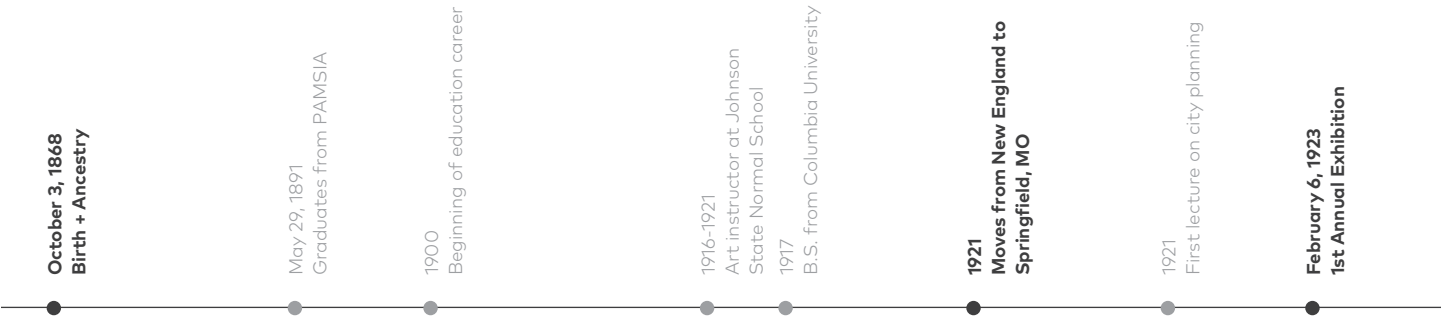 October 3, 1868
Birth + Ancestry
May 29, 1891
Graduates from PAMSIA
1900
Beginning of education career
1916-1921
Art instructor at Johnson
State Normal School
1917
B.S. from Columbia University
1921
Moves from New England to
Springfield, MO
1921
First lecture on city planning
February 6, 1923
1st Annual Exhibition